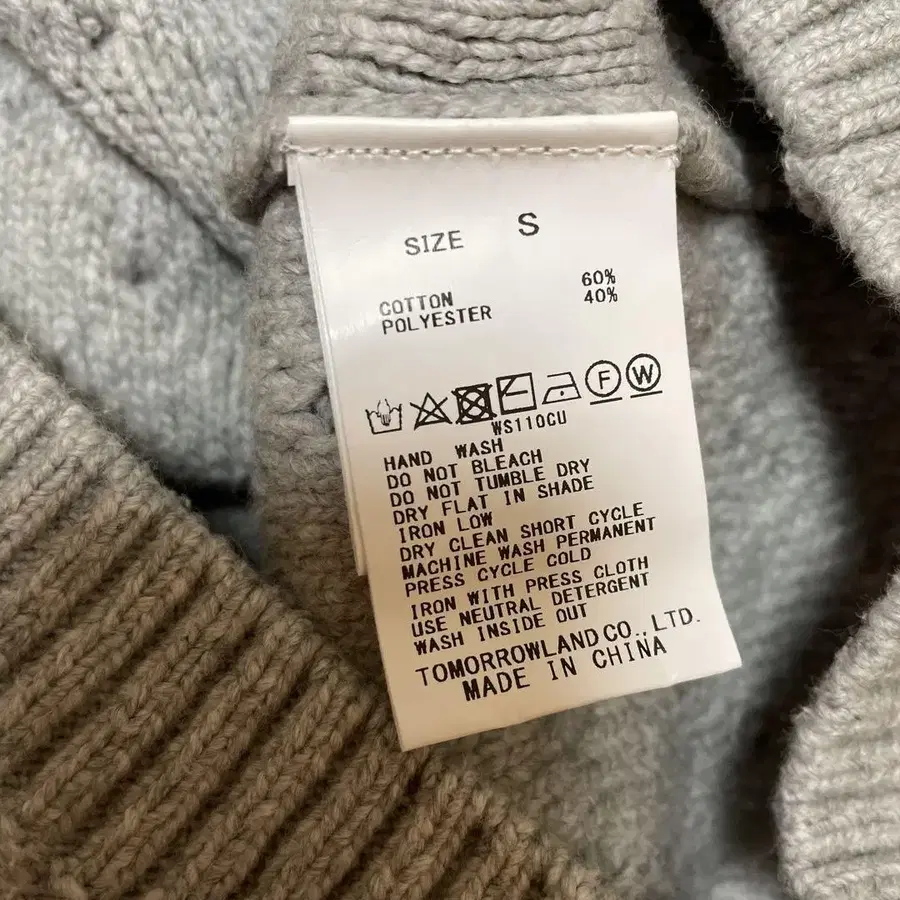 SIZE S
COTTON 60%
POLYESTER 40%
F W
WS110CU
HAND WASH
DO NOT BLEACH
DO NOT TUMBLE DRY
DRY FLAT IN SHADE
IRON LOW
DRY CLEAN SHORT CYCLE
MACHINE WASH PERMANENT
PRESS CYCLE COLD
IRON WITH PRESS CLOTH
USE NEUTRAL DETERGENT
WASH INSIDE OUT
TOMORROWLAND CO., LTD.
MADE IN CHINA